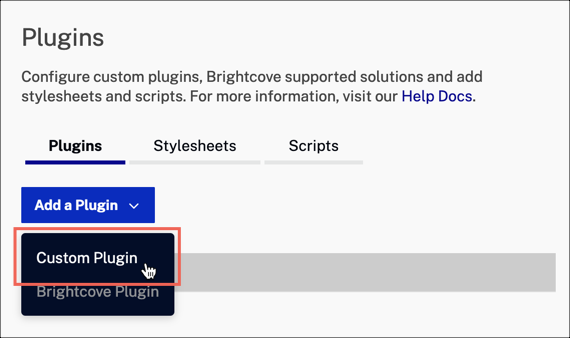 Plugins
Configure custom plugins, Brightcove supported solutions and add
stylesheets and scripts. For more information, visit our Help Docs.
Plugins Stylesheets Scripts
Add a Plugin
Custom Plugin
Brightcove Plugin